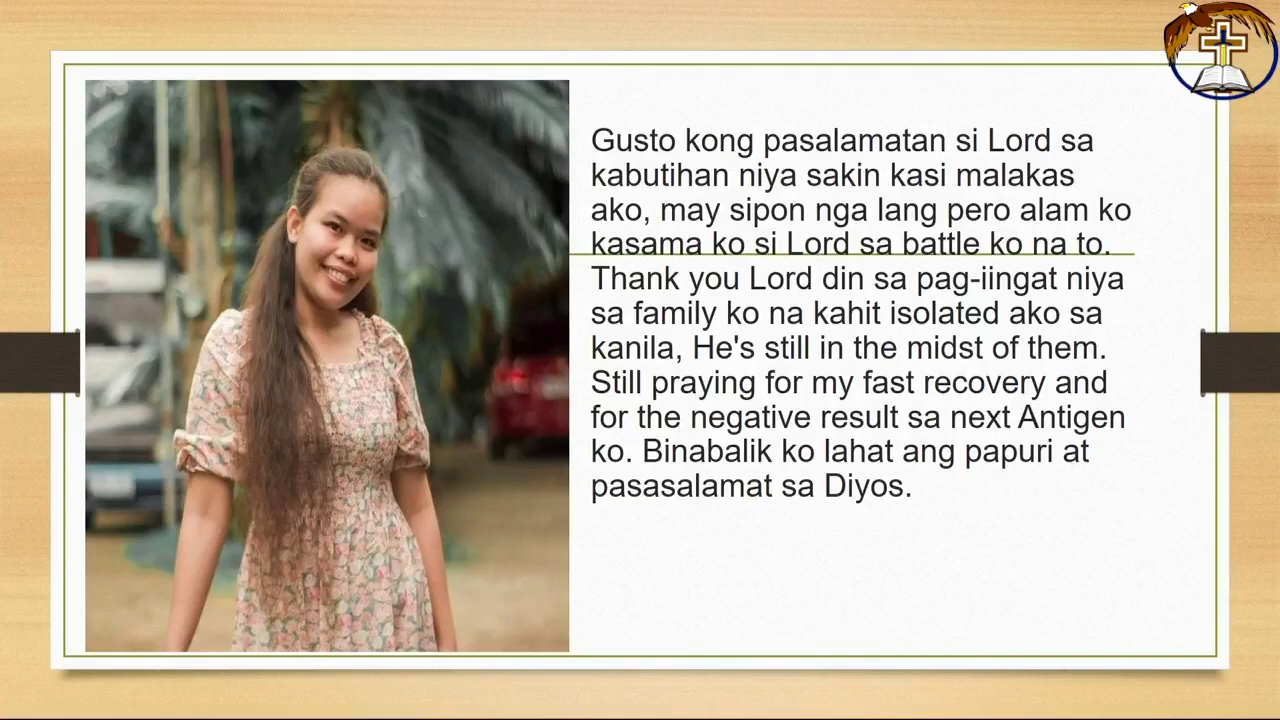 Gusto kong pasalamatan si Lord sa
kabutihan niya sakin kasi malakas
ako, may sipon nga lang pero alam ko
kasama ko si Lord sa battle ko na to.
Thank you Lord din sa pag-iingat niya
sa family ko na kahit isolated ako sa
kanila, He's still in the midst of them.
Still praying for my fast recovery and
for the negative result sa next Antigen
ko. Binabalik ko lahat ang papuri at
pasasalamat sa Diyos.